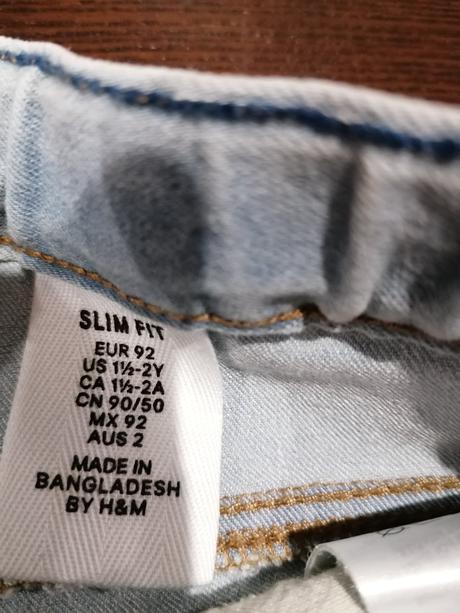 SLIM FIT
EUR 92
US 1½-2Y
CA 1½-2A
CN 90/50
MX 92
AUS 2
MADE IN
BANGLADESH
BY H&M